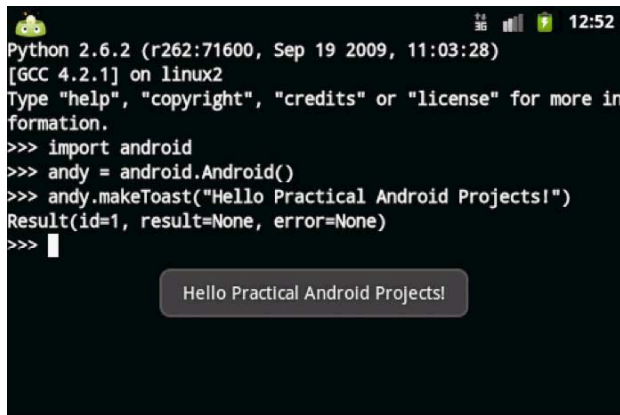 3G 12:52
Python 2.6.2 (r262:71600, Sep 19 2009, 11:03:28)
[GCC 4.2.1] on linux2
Type "help", "copyright", "credits" or "license" for more in
formation.
>>> import android
>>> andy = android.Android()
>>> andy.makeToast("Hello Practical Android Projects!")
Result(id=1, result=None, error=None)
>>>
Hello Practical Android Projects!